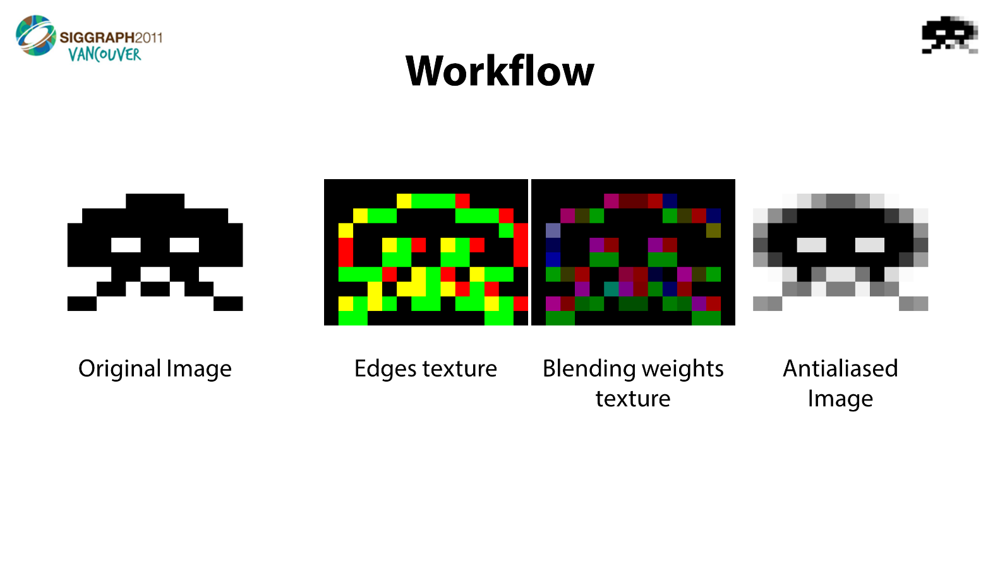 SIGGRAPH2011
VANCOUVER
Workflow
Original Image
Edges texture
Blending weights
texture
Antialiased
Image